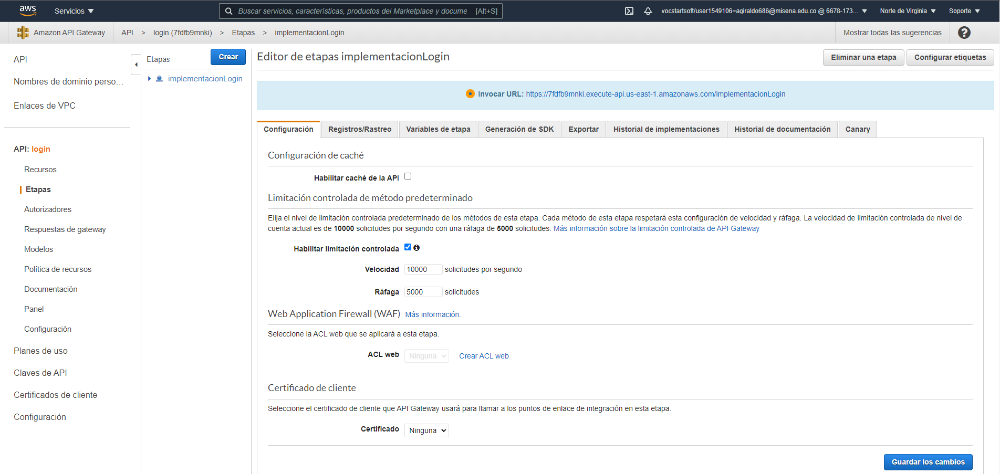 aws
Servicios
Buscar servicios, características, productos del Marketplace y docume [Alt+S]
vocstartsoft/user1549106=agiraldo686@misena.edu.co @ 6678-173...
Norte de Virginia
Soporte
Amazon API Gateway
API > login (7fdfb9mnki) > Etapas > implementacionLogin
Mostrar todas las sugerencias
?
API
Nombres de dominio perso...
Enlaces de VPC
API: login
Recursos
Etapas
Autorizadores
Respuestas de gateway
Modelos
Política de recursos
Documentación
Panel
Configuración
Planes de uso
Claves de API
Certificados de cliente
Configuración
Etapas
Crear
implementacionLogin
Editor de etapas implementacionLogin
Eliminar una etapa
Configurar etiquetas
Invocar URL: https://7fdfb9mnki.execute-api.us-east-1.amazonaws.com/implementacionLogin
Configuración
Registros/Rastreo
Variables de etapa
Generación de SDK
Exportar
Historial de implementaciones
Historial de documentación
Canary
Configuración de caché
Habilitar caché de la API
Limitación controlada de método predeterminado
Elija el nivel de limitación controlada predeterminado de los métodos de esta etapa. Cada método de esta etapa respetará esta configuración de velocidad y ráfaga. La velocidad de limitación controlada de nivel de
cuenta actual es de 10000 solicitudes por segundo con una ráfaga de 5000 solicitudes. Más información sobre la limitación controlada de API Gateway
Habilitar limitación controlada
Velocidad 10000 solicitudes por segundo
Ráfaga 5000 solicitudes
Web Application Firewall (WAF) Más información.
Seleccione la ACL web que se aplicará a esta etapa.
ACL web Ninguna Crear ACL web
Certificado de cliente
Seleccione el certificado de cliente que API Gateway usará para llamar a los puntos de enlace de integración en esta etapa.
Certificado Ninguna
Guardar los cambios